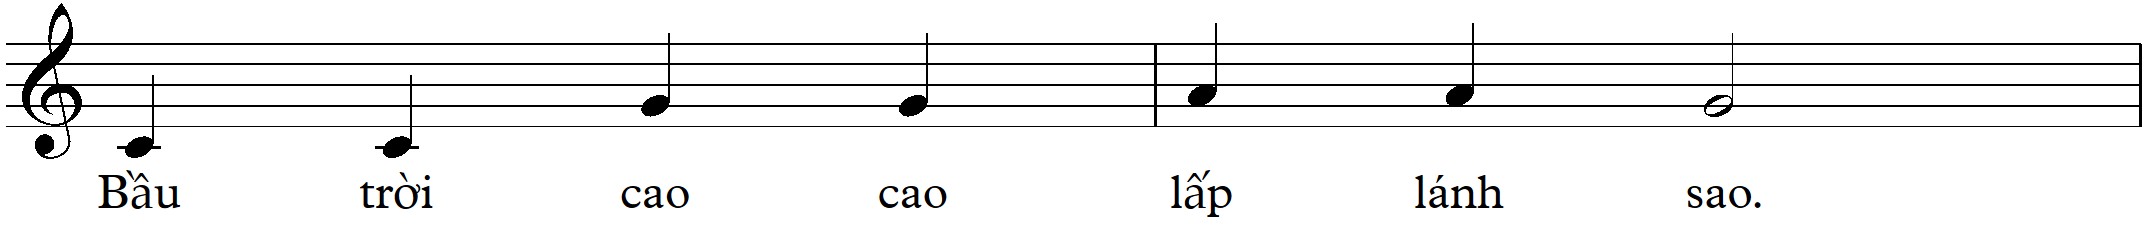 Bầu trời cao cao lấp lánh sao.